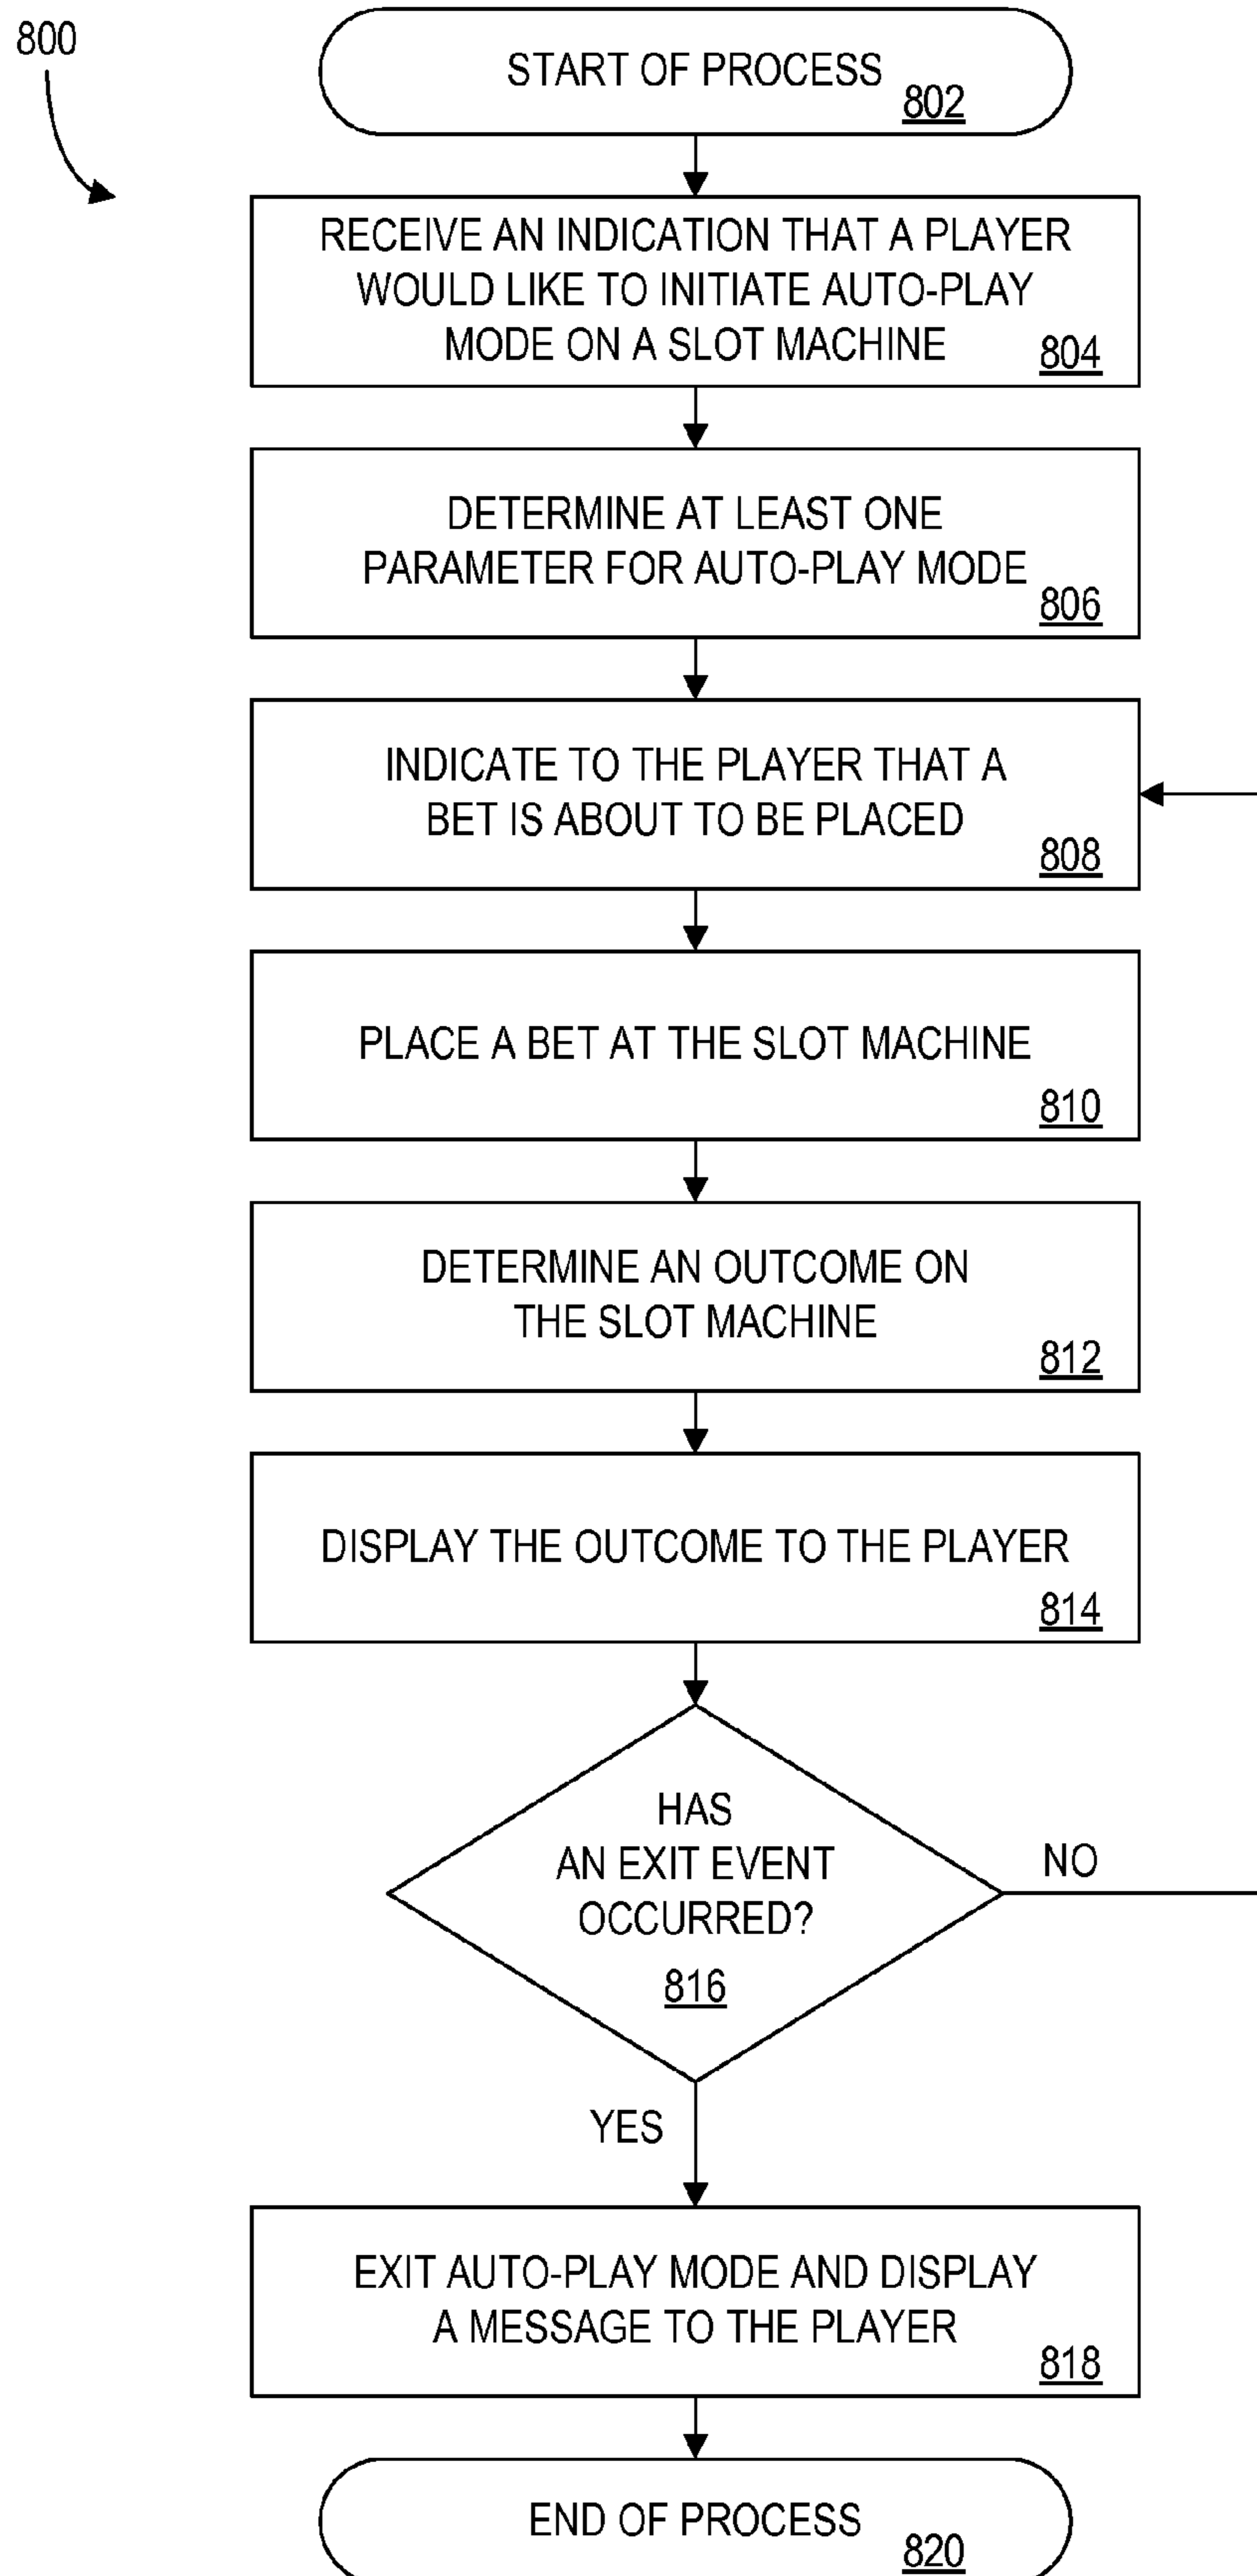 800
START OF PROCESS
802
RECEIVE AN INDICATION THAT A PLAYER
WOULD LIKE TO INITIATE AUTO-PLAY
MODE ON A SLOT MACHINE
804
DETERMINE AT LEAST ONE
PARAMETER FOR AUTO-PLAY MODE
806
INDICATE TO THE PLAYER THAT A
BET IS ABOUT TO BE PLACED
808
PLACE A BET AT THE SLOT MACHINE
810
DETERMINE AN OUTCOME ON
THE SLOT MACHINE
812
DISPLAY THE OUTCOME TO THE PLAYER
814
HAS
AN EXIT EVENT
OCCURRED?
816
NO
YES
EXIT AUTO-PLAY MODE AND DISPLAY
A MESSAGE TO THE PLAYER
818
END OF PROCESS
820